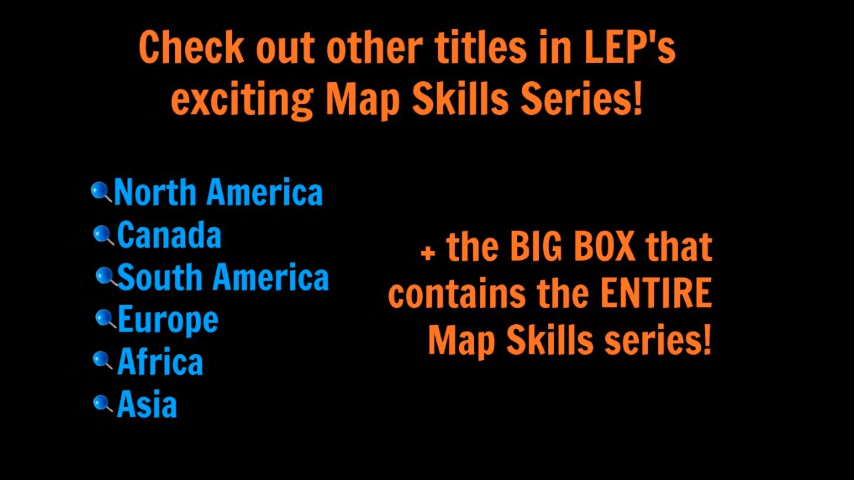 Check out other titles in LEP's
exciting Map Skills Series!
North America
Canada
South America
Europe
Africa
Asia
+ the BIG BOX that
contains the ENTIRE
Map Skills series!